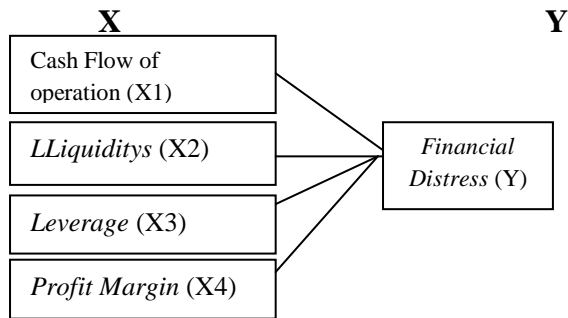 X
Y
Cash Flow of
operation (X1)
LLiquiditys (X2)
Financial
Distress (Y)
Leverage (X3)
Profit Margin (X4)